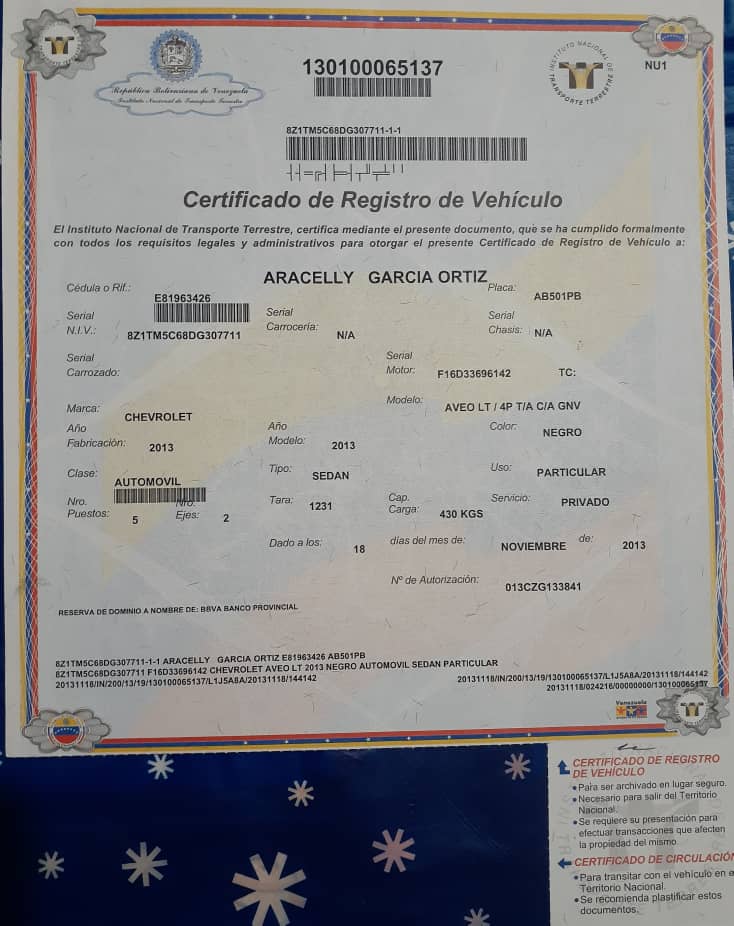 República Bolivariana de Venezuela
Instituto Nacional de Transporte Terrestre
130100065137
INSTITUTO NACIONAL DE TRANSPORTE TERRESTRE
NU1
8Z1TM5C68DG307711-1-1
Certificado de Registro de Vehículo
El Instituto Nacional de Transporte Terrestre, certifica mediante el presente documento, que se ha cumplido formalmente
con todos los requisitos legales y administrativos para otorgar el presente Certificado de Registro de Vehículo a:
ARACELLY GARCIA ORTIZ
Cédula o Rif.: E81963426 Placa: AB501PB
Serial N.I.V.: 8Z1TM5C68DG307711 Serial Carrocería: N/A Serial Chasis: N/A
Serial Carrozado: Serial Motor: F16D33696142 TC:
Marca: CHEVROLET Modelo: AVEO LT / 4P T/A C/A GNV
Año Fabricación: 2013 Año Modelo: 2013 Color: NEGRO
Clase: AUTOMOVIL Tipo: SEDAN Uso: PARTICULAR
Nro. Puestos: 5 Nro. Ejes: 2 Tara: 1231 Cap. Carga: 430 KGS Servicio: PRIVADO
Dado a los: 18 días del mes de: NOVIEMBRE de: 2013
Nº de Autorización: 013CZG133841
RESERVA DE DOMINIO A NOMBRE DE: BBVA BANCO PROVINCIAL
8Z1TM5C68DG307711-1-1 ARACELLY GARCIA ORTIZ E81963426 AB501PB
8Z1TM5C68DG307711 F16D33696142 CHEVROLET AVEO LT 2013 NEGRO AUTOMOVIL SEDAN PARTICULAR
20131118/IN/200/13/19/130100065137/L1J5A8A/20131118/144142
20131118/IN/200/13/19/130100065137/L1J5A8A/20131118/144142
20131118/024216/00000000/130100065137
Venezuela
CERTIFICADO DE REGISTRO
DE VEHÍCULO
• Para ser archivado en lugar seguro.
• Necesario para salir del Territorio
Nacional.
• Se requiere su presentación para
efectuar transacciones que afecten
la propiedad del mismo
CERTIFICADO DE CIRCULACIÓN
• Para transitar con el vehículo en e
Territorio Nacional.
• Se recomienda plastificar estos
documentos.